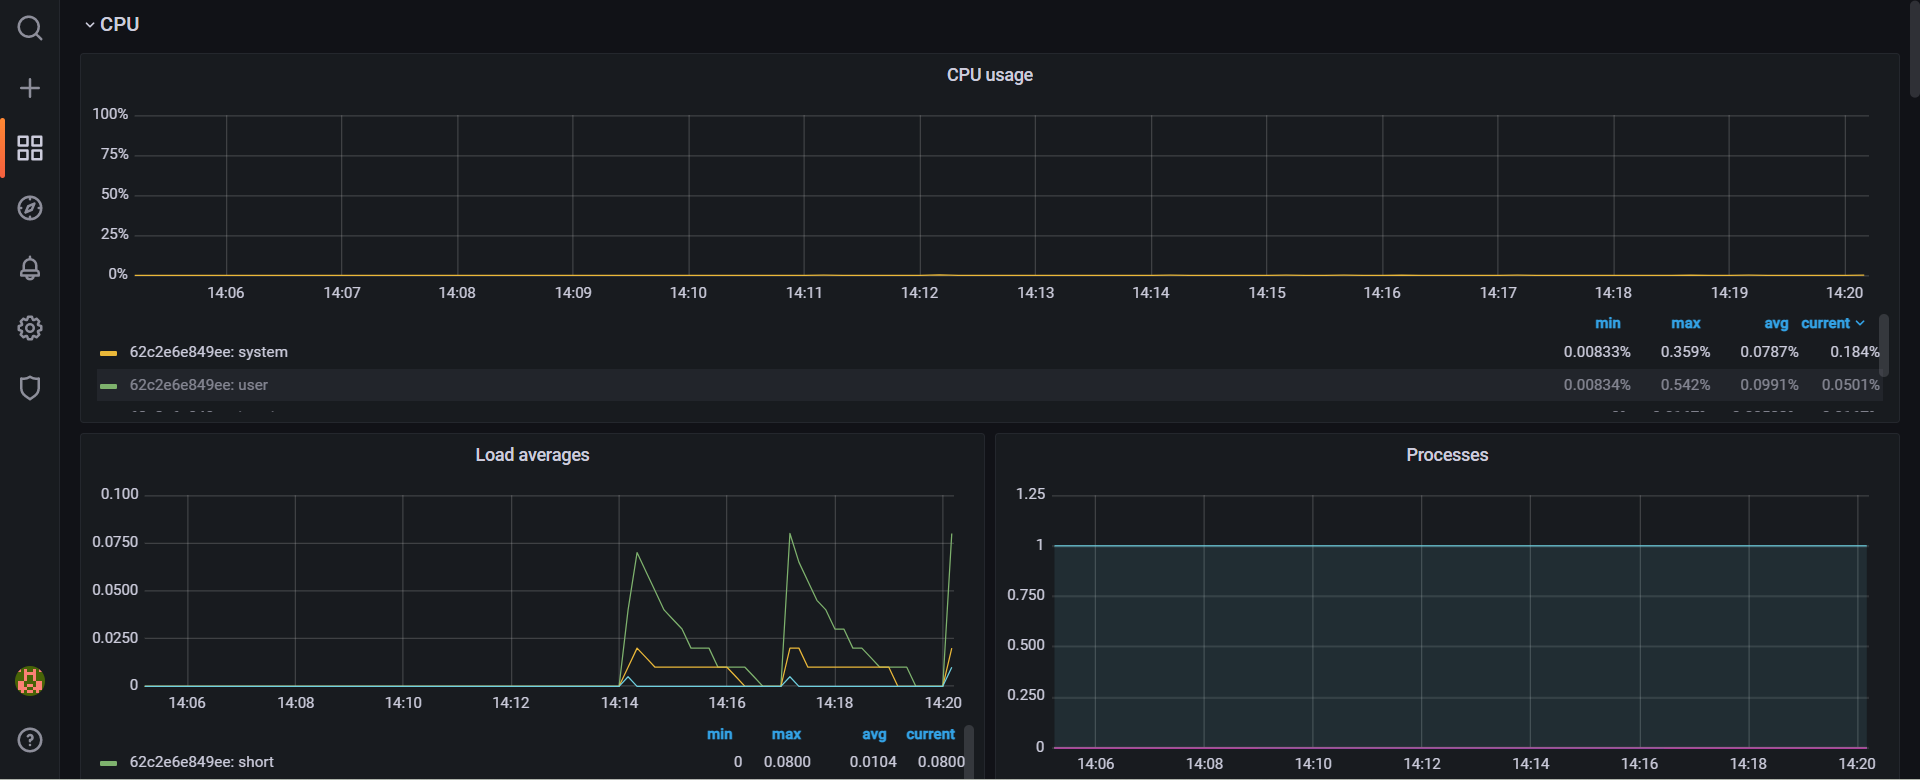 CPU
CPU usage
100%
75%
50%
25%
0%
14:06 14:07 14:08 14:09 14:10 14:11 14:12 14:13 14:14 14:15 14:16 14:17 14:18 14:19 14:20
min max avg current
62c2e6e849ee: system 0.00833% 0.359% 0.0787% 0.184%
62c2e6e849ee: user 0.00834% 0.542% 0.0991% 0.0501%
Load averages
0.100
0.0750
0.0500
0.0250
0
14:06 14:08 14:10 14:12 14:14 14:16 14:18 14:20
min max avg current
62c2e6e849ee: short 0 0.0800 0.0104 0.0800
Processes
1.25
1
0.750
0.500
0.250
0
14:06 14:08 14:10 14:12 14:14 14:16 14:18 14:20